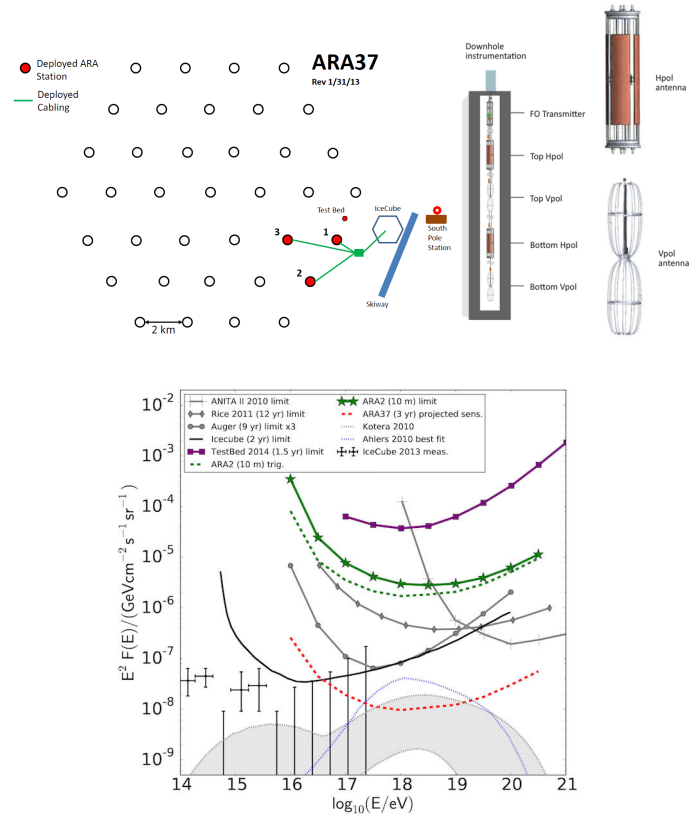 ARA37
Rev 1/31/13
Deployed ARA
Station
Deployed
Cabling
Test Bed
IceCube
3
1
2
South
Pole
Station
Skiway
2 km
Downhole
instrumentation
FO Transmitter
Top Hpol
Top Vpol
Bottom Hpol
Bottom Vpol
Hpol
antenna
Vpol
antenna
ANITA II 2010 limit
Rice 2011 (12 yr) limit
Auger (9 yr) limit x3
Icecube (2 yr) limit
TestBed 2014 (1.5 yr) limit
ARA2 (10 m) trig.
ARA2 (10 m) limit
ARA37 (3 yr) projected sens.
Kotera 2010
Ahlers 2010 best fit
IceCube 2013 meas.
E² F(E)/(GeVcm⁻² s⁻¹ sr⁻¹)
10⁻²
10⁻³
10⁻⁴
10⁻⁵
10⁻⁶
10⁻⁷
10⁻⁸
10⁻⁹
14 15 16 17 18 19 20 21
log₁₀(E/eV)